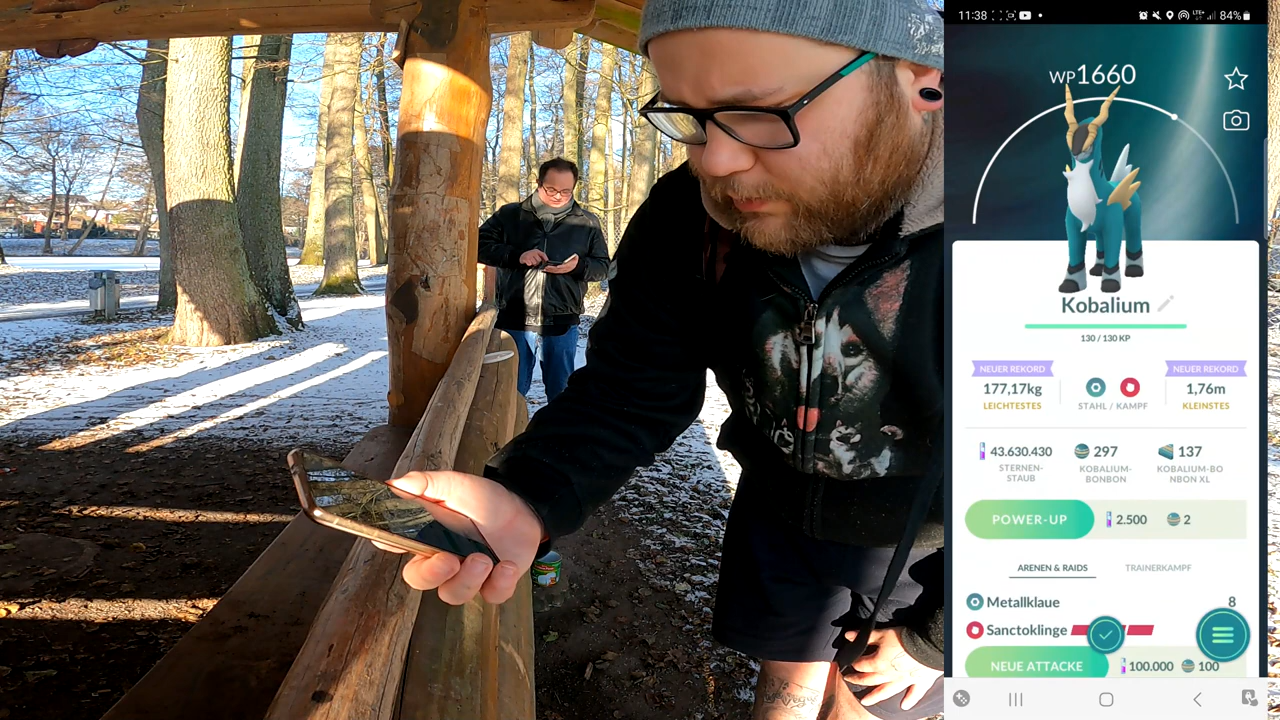 11:38
LTE+ 84%
WP1660
Kobalium
130 / 130 KP
NEUER REKORD NEUER REKORD
177,17kg 1,76m
LEICHTESTES STAHL / KAMPF KLEINSTES
43.630.430 297 137
STERNEN- KOBALIUM- KOBALIUM-BO
STAUB BONBON NBON XL
POWER-UP 2.500 2
ARENEN & RAIDS TRAINERKAMPF
Metallklaue 8
Sanctoklinge
NEUE ATTACKE 100.000 100